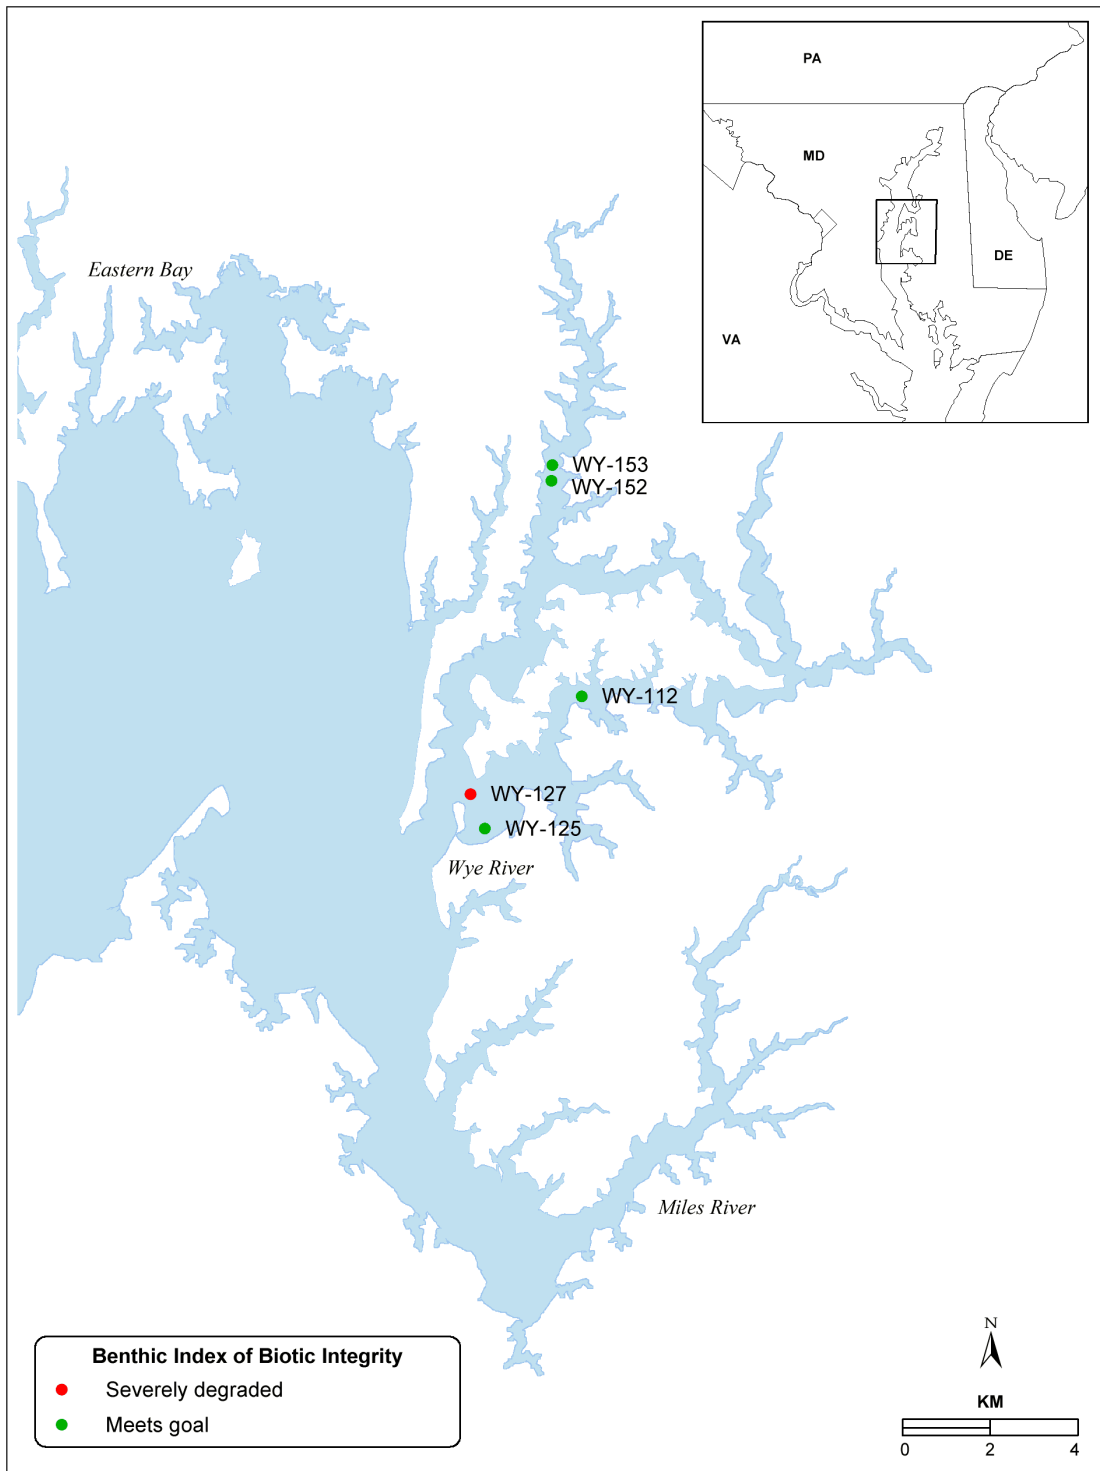 PA
MD
DE
VA
Eastern Bay
WY-153
WY-152
WY-112
WY-127
WY-125
Wye River
Miles River
N
KM
0 2 4
Benthic Index of Biotic Integrity
Severely degraded
Meets goal